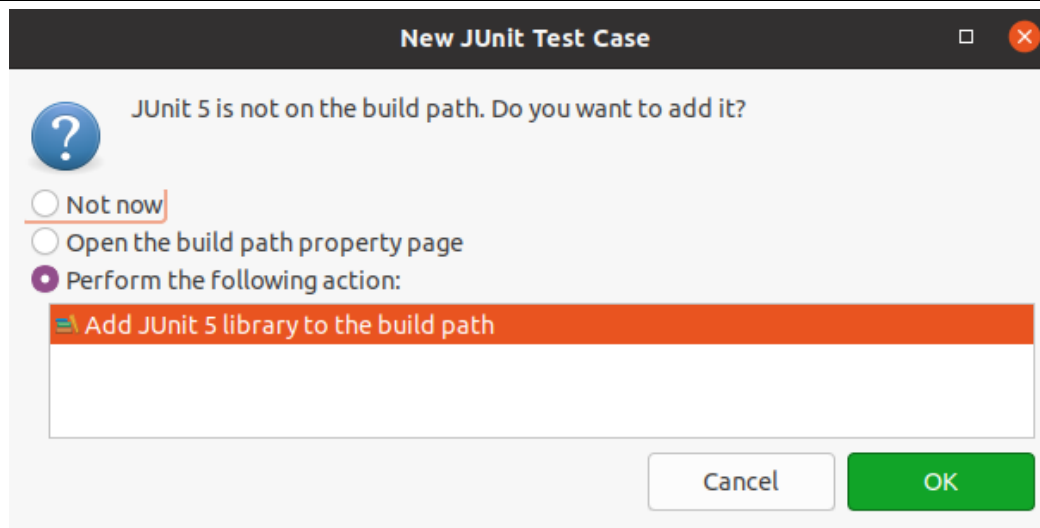 New JUnit Test Case
JUnit 5 is not on the build path. Do you want to add it?
Not now
Open the build path property page
Perform the following action:
Add JUnit 5 library to the build path
Cancel
OK